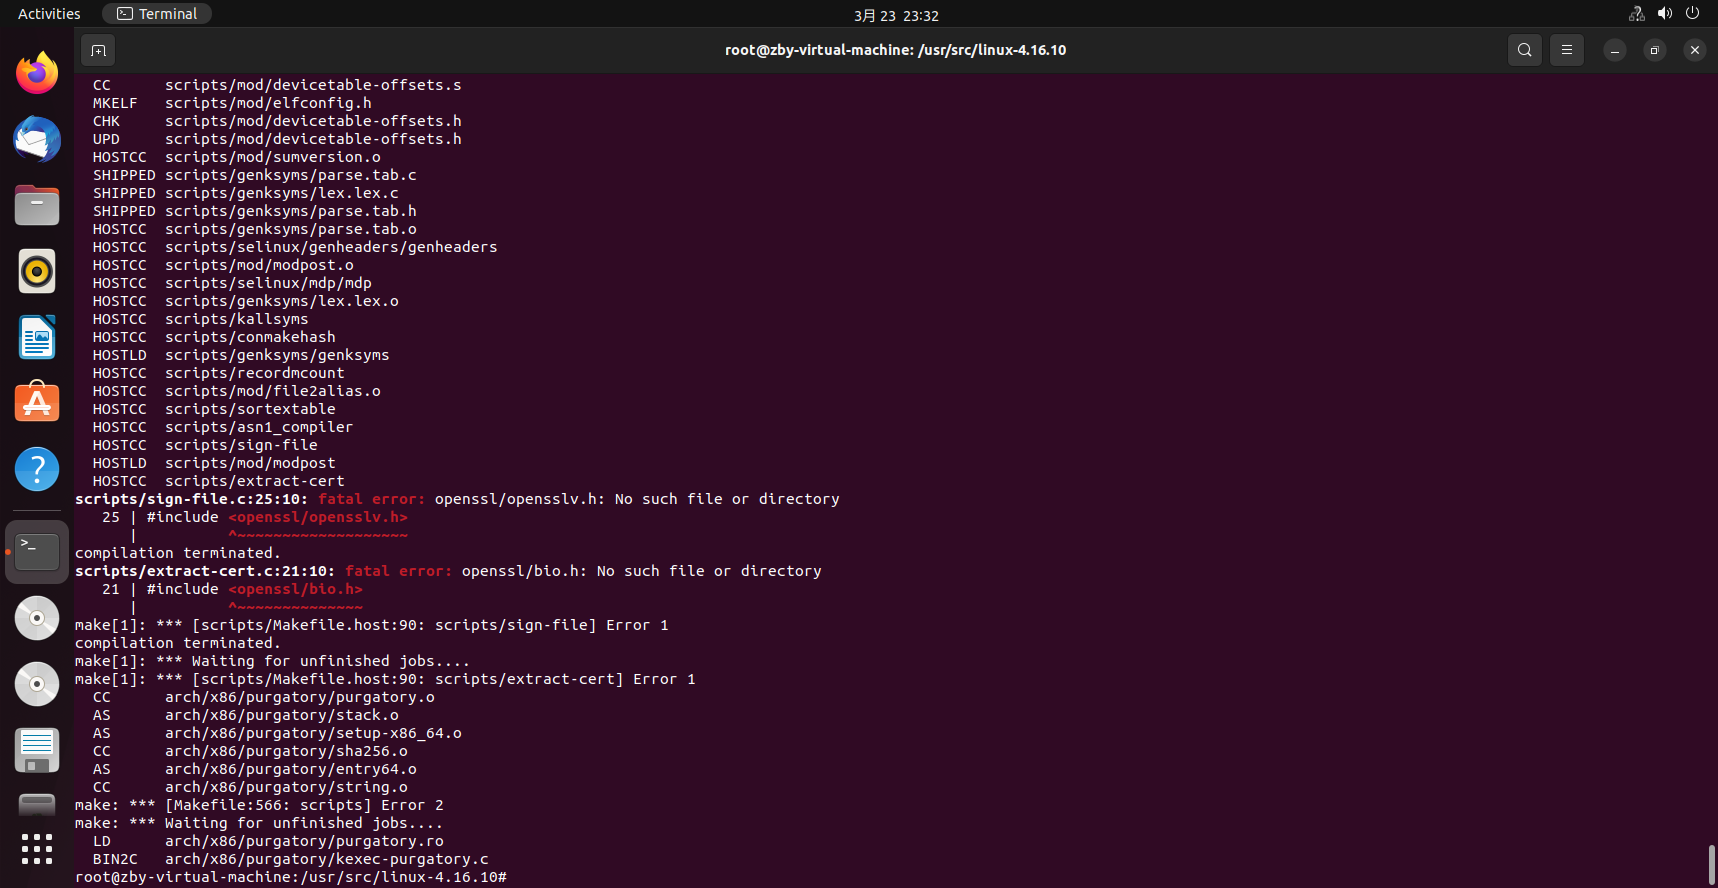 Activities
Terminal
3月 23 23:32
root@zby-virtual-machine: /usr/src/linux-4.16.10
CC scripts/mod/devicetable-offsets.s
MKELF scripts/mod/elfconfig.h
CHK scripts/mod/devicetable-offsets.h
UPD scripts/mod/devicetable-offsets.h
HOSTCC scripts/mod/sumversion.o
SHIPPED scripts/genksyms/parse.tab.c
SHIPPED scripts/genksyms/lex.lex.c
SHIPPED scripts/genksyms/parse.tab.h
HOSTCC scripts/genksyms/parse.tab.o
HOSTCC scripts/selinux/genheaders/genheaders
HOSTCC scripts/mod/modpost.o
HOSTCC scripts/selinux/mdp/mdp
HOSTCC scripts/genksyms/lex.lex.o
HOSTCC scripts/kallsyms
HOSTCC scripts/conmakehash
HOSTLD scripts/genksyms/genksyms
HOSTCC scripts/recordmcount
HOSTCC scripts/mod/file2alias.o
HOSTCC scripts/sortextable
HOSTCC scripts/asn1_compiler
HOSTCC scripts/sign-file
HOSTLD scripts/mod/modpost
HOSTCC scripts/extract-cert
scripts/sign-file.c:25:10: fatal error: openssl/opensslv.h: No such file or directory
25 | #include <openssl/opensslv.h>
| ^~~~~~~~~~~~~~~~~~~~
compilation terminated.
scripts/extract-cert.c:21:10: fatal error: openssl/bio.h: No such file or directory
21 | #include <openssl/bio.h>
| ^~~~~~~~~~~~~~~
make[1]: *** [scripts/Makefile.host:90: scripts/sign-file] Error 1
compilation terminated.
make[1]: *** Waiting for unfinished jobs....
make[1]: *** [scripts/Makefile.host:90: scripts/extract-cert] Error 1
CC arch/x86/purgatory/purgatory.o
AS arch/x86/purgatory/stack.o
AS arch/x86/purgatory/setup-x86_64.o
CC arch/x86/purgatory/sha256.o
AS arch/x86/purgatory/entry64.o
CC arch/x86/purgatory/string.o
make: *** [Makefile:566: scripts] Error 2
make: *** Waiting for unfinished jobs....
LD arch/x86/purgatory/purgatory.ro
BIN2C arch/x86/purgatory/kexec-purgatory.c
root@zby-virtual-machine:/usr/src/linux-4.16.10#